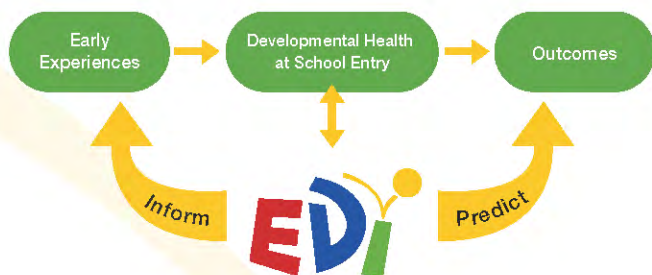 Early
Experiences
Developmental Health
at School Entry
Outcomes
Inform
EDI
Predict